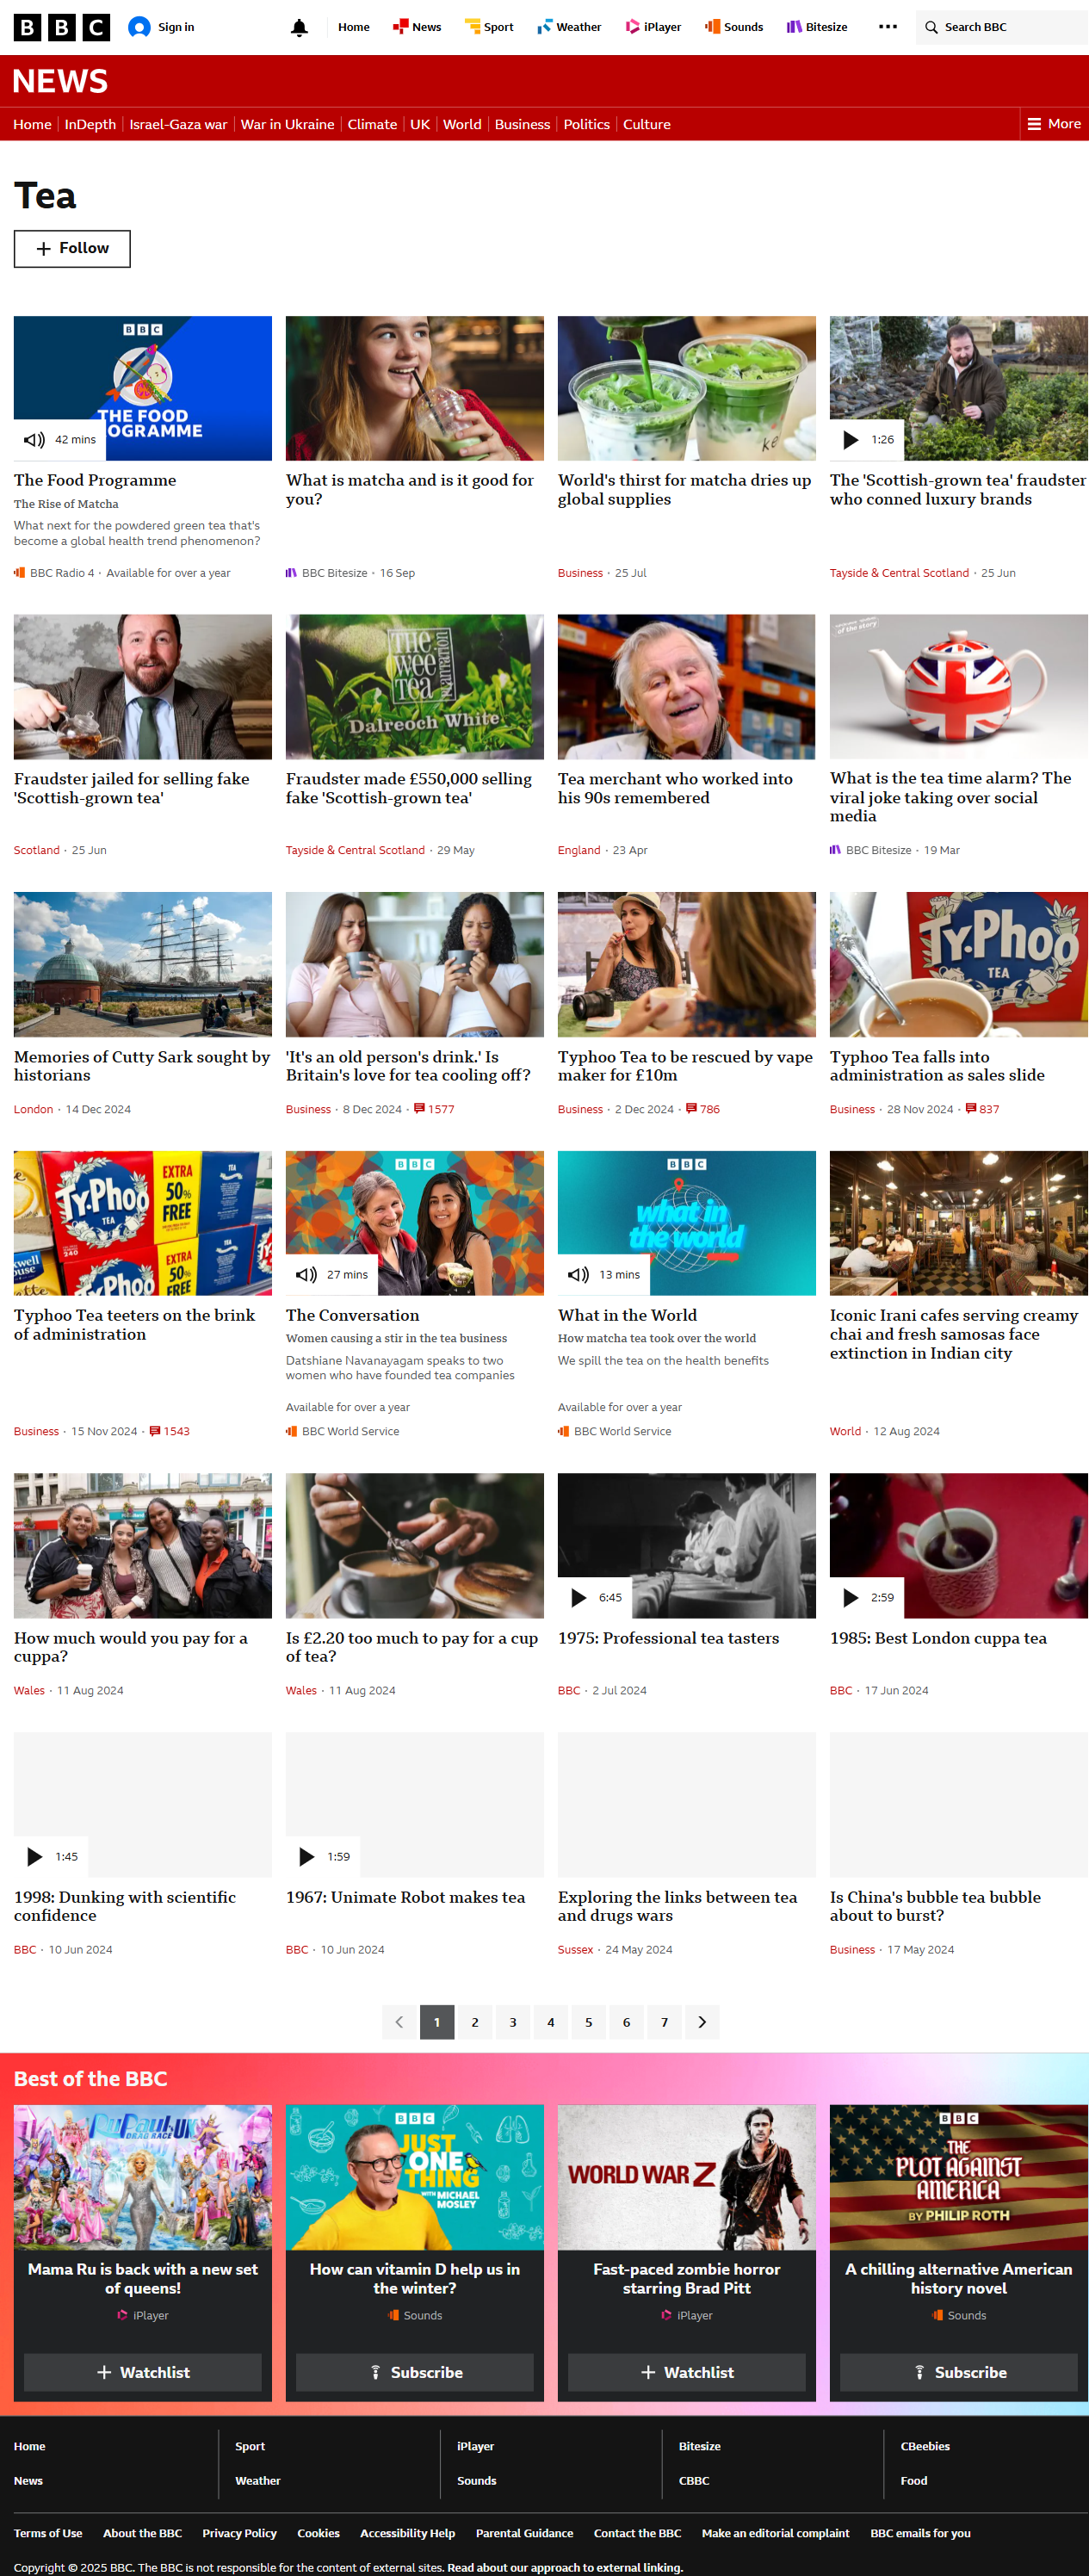 BBC
Sign in
Home
News
Sport
Weather
iPlayer
Sounds
Bitesize
Search BBC
NEWS
Home
InDepth
Israel-Gaza war
War in Ukraine
Climate
UK
World
Business
Politics
Culture
More
Tea
Follow
BBC
THE FOOD
OGRAMME
42 mins
The Food Programme
The Rise of Matcha
What next for the powdered green tea that's
become a global health trend phenomenon?
BBC Radio 4 · Available for over a year
What is matcha and is it good for
you?
BBC Bitesize · 16 Sep
World's thirst for matcha dries up
global supplies
Business · 25 Jul
1:26
The 'Scottish-grown tea' fraudster
who conned luxury brands
Tayside & Central Scotland · 25 Jun
Fraudster jailed for selling fake
'Scottish-grown tea'
Scotland · 25 Jun
THE
WEE
TEA
PLANTATION
Dalreoch White
Fraudster made £550,000 selling
fake 'Scottish-grown tea'
Tayside & Central Scotland · 29 May
Tea merchant who worked into
his 90s remembered
England · 23 Apr
of the story
What is the tea time alarm? The
viral joke taking over social
media
BBC Bitesize · 19 Mar
Memories of Cutty Sark sought by
historians
London · 14 Dec 2024
'It's an old person's drink.' Is
Britain's love for tea cooling off?
Business · 8 Dec 2024 · 1577
Typhoo Tea to be rescued by vape
maker for £10m
Business · 2 Dec 2024 · 786
Ty·Phoo
TEA
Typhoo Tea falls into
administration as sales slide
Business · 28 Nov 2024 · 837
Ty·Phoo
TEA
240
EXTRA
50%
FREE
Ty·Phoo
EXTRA
50%
FREE
Typhoo Tea teeters on the brink
of administration
Business · 15 Nov 2024 · 1543
BBC
27 mins
The Conversation
Women causing a stir in the tea business
Datshiane Navanayagam speaks to two
women who have founded tea companies
Available for over a year
BBC World Service
BBC
what in
the world
13 mins
What in the World
How matcha tea took over the world
We spill the tea on the health benefits
Available for over a year
BBC World Service
Iconic Irani cafes serving creamy
chai and fresh samosas face
extinction in Indian city
World · 12 Aug 2024
How much would you pay for a
cuppa?
Wales · 11 Aug 2024
Is £2.20 too much to pay for a cup
of tea?
Wales · 11 Aug 2024
6:45
1975: Professional tea tasters
BBC · 2 Jul 2024
2:59
1985: Best London cuppa tea
BBC · 17 Jun 2024
1:45
1998: Dunking with scientific
confidence
BBC · 10 Jun 2024
1:59
1967: Unimate Robot makes tea
BBC · 10 Jun 2024
Exploring the links between tea
and drugs wars
Sussex · 24 May 2024
Is China's bubble tea bubble
about to burst?
Business · 17 May 2024
1 2 3 4 5 6 7
Best of the BBC
RuPaul·UK
DRAG RACE
Mama Ru is back with a new set
of queens!
iPlayer
Watchlist
BBC
JUST
ONE
THING
WITH MICHAEL
MOSLEY
How can vitamin D help us in
the winter?
Sounds
Subscribe
WORLD WAR Z
Fast-paced zombie horror
starring Brad Pitt
iPlayer
Watchlist
BBC
THE
PLOT AGAINST
AMERICA
BY PHILIP ROTH
A chilling alternative American
history novel
Sounds
Subscribe
Home
Sport
iPlayer
Bitesize
CBeebies
News
Weather
Sounds
CBBC
Food
Terms of Use
About the BBC
Privacy Policy
Cookies
Accessibility Help
Parental Guidance
Contact the BBC
Make an editorial complaint
BBC emails for you
Copyright © 2025 BBC. The BBC is not responsible for the content of external sites. Read about our approach to external linking.